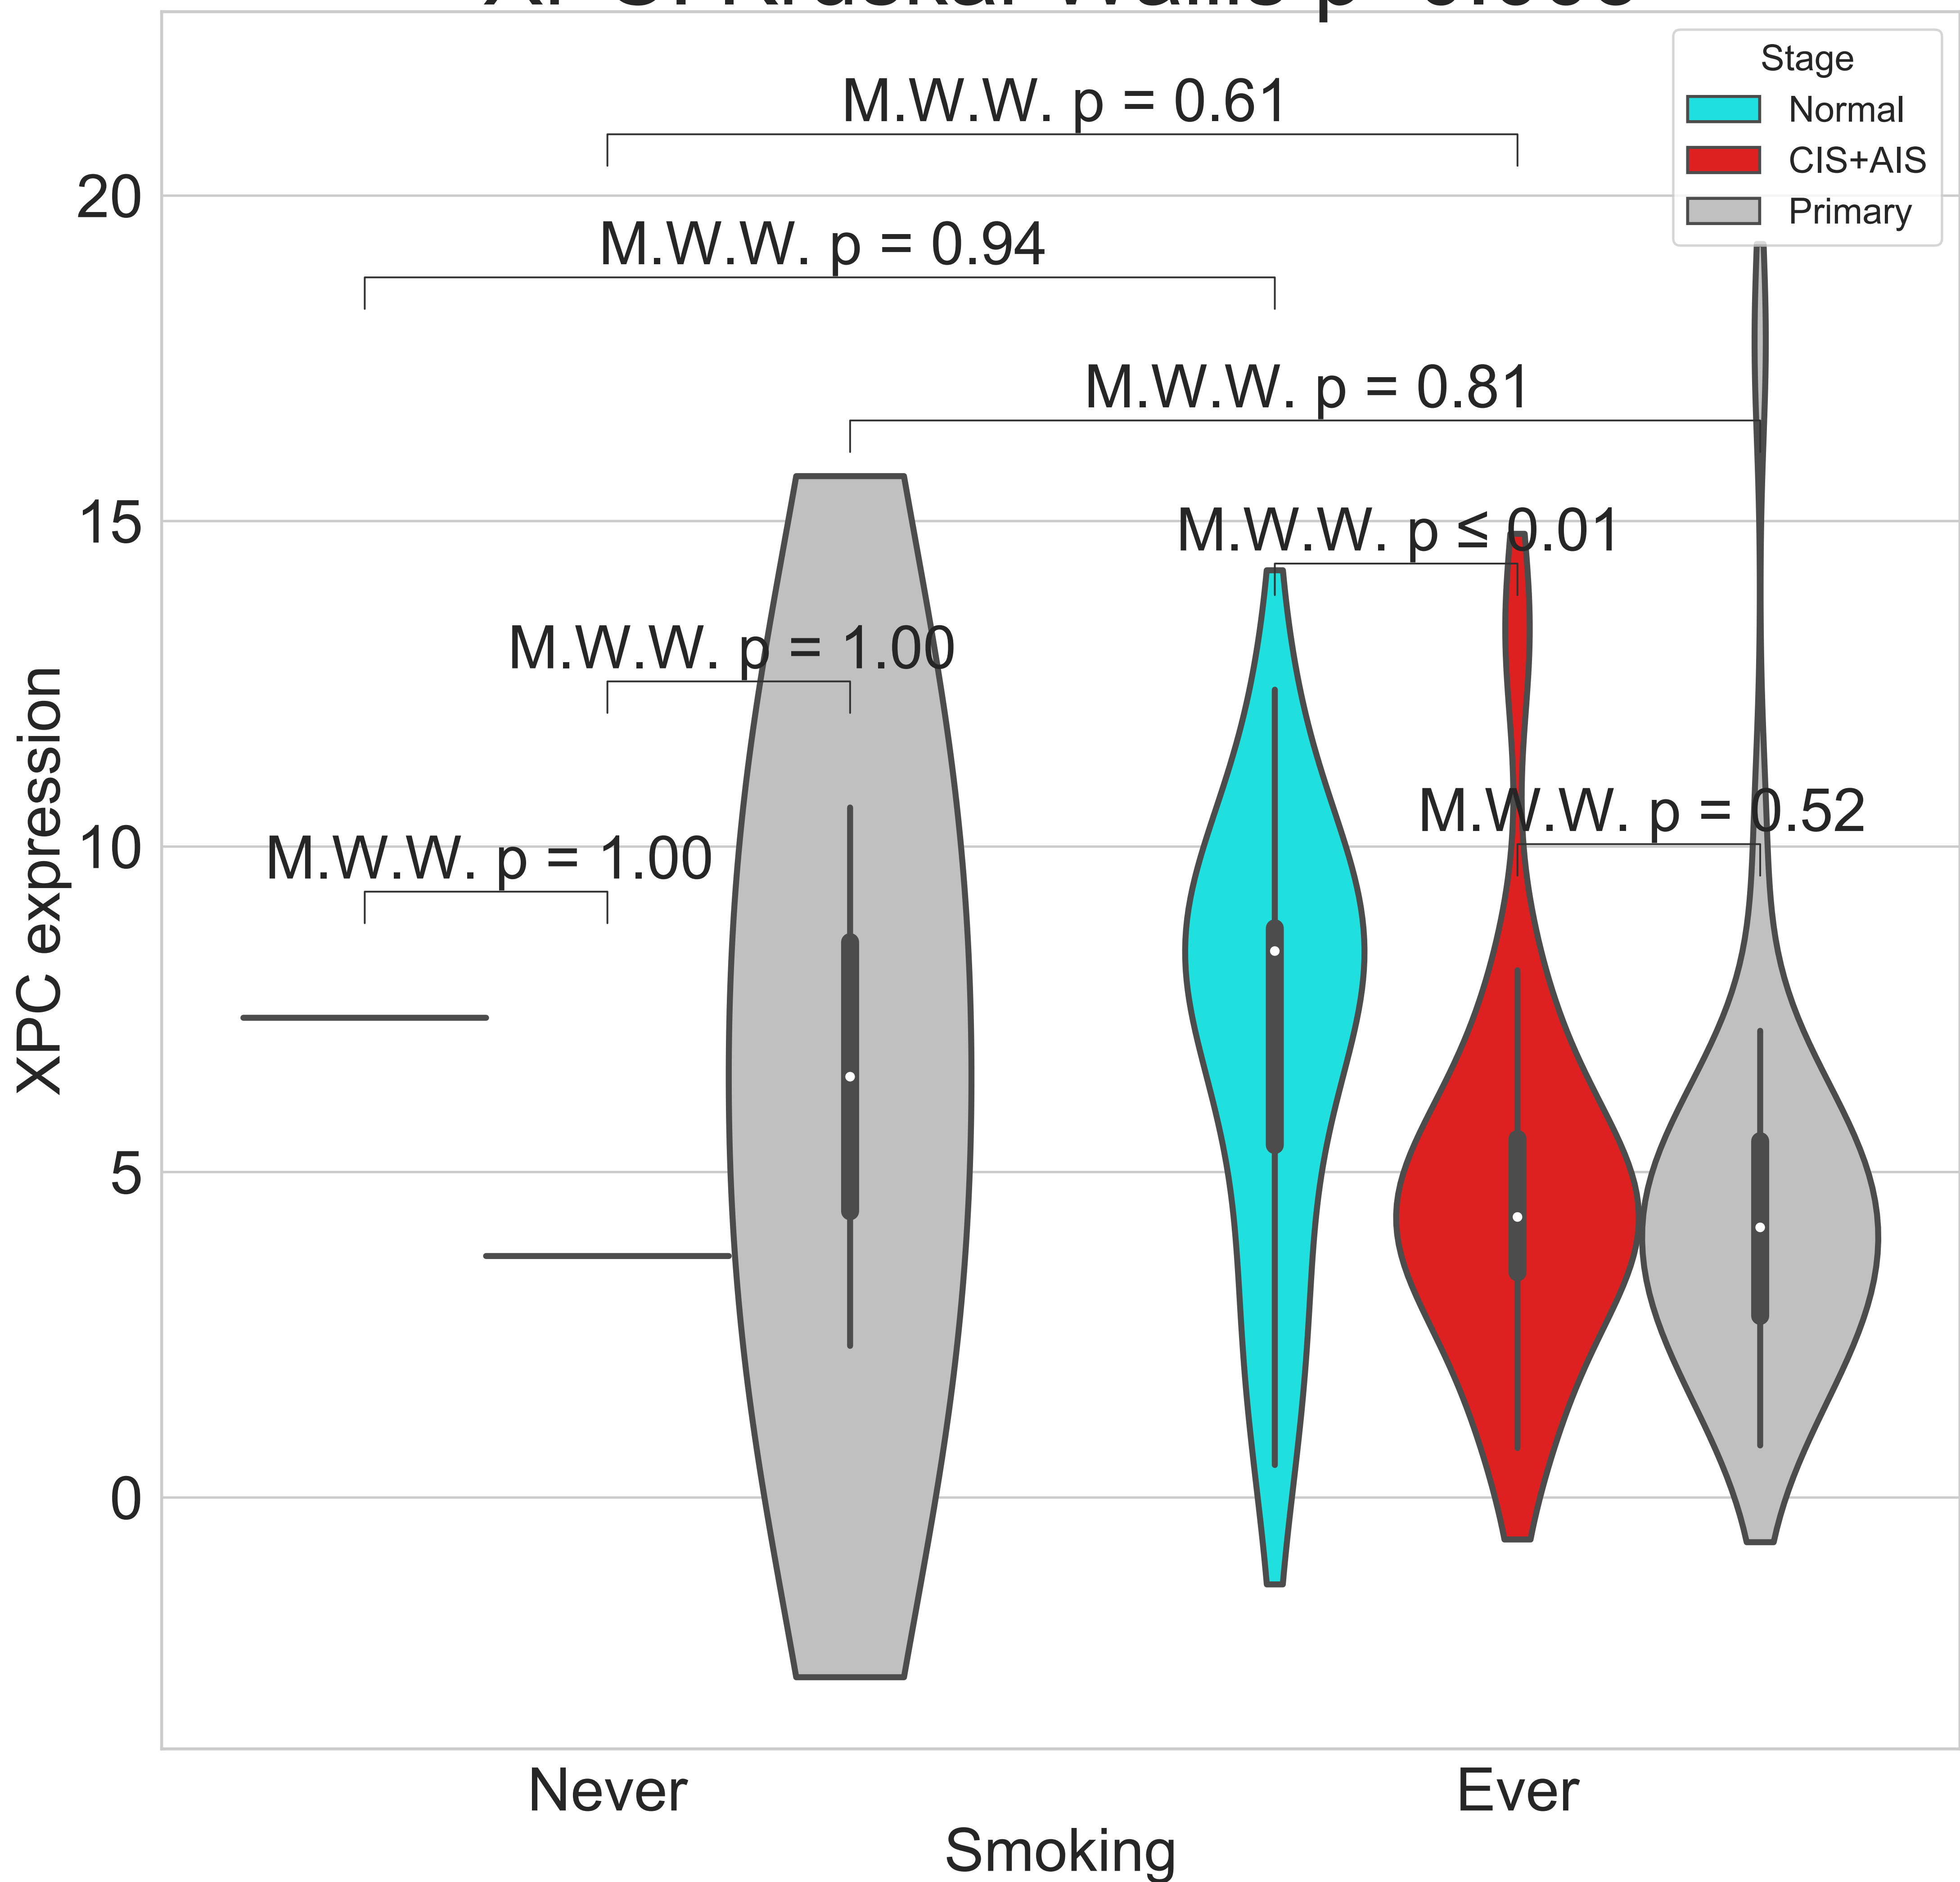 Stage
Normal
CIS+AIS
Primary
M.W.W. p = 0.61
M.W.W. p = 0.94
M.W.W. p = 0.81
M.W.W. p ≤ 0.01
M.W.W. p = 1.00
M.W.W. p = 0.52
M.W.W. p = 1.00
20
15
10
5
0
XPC expression
Never
Ever
Smoking